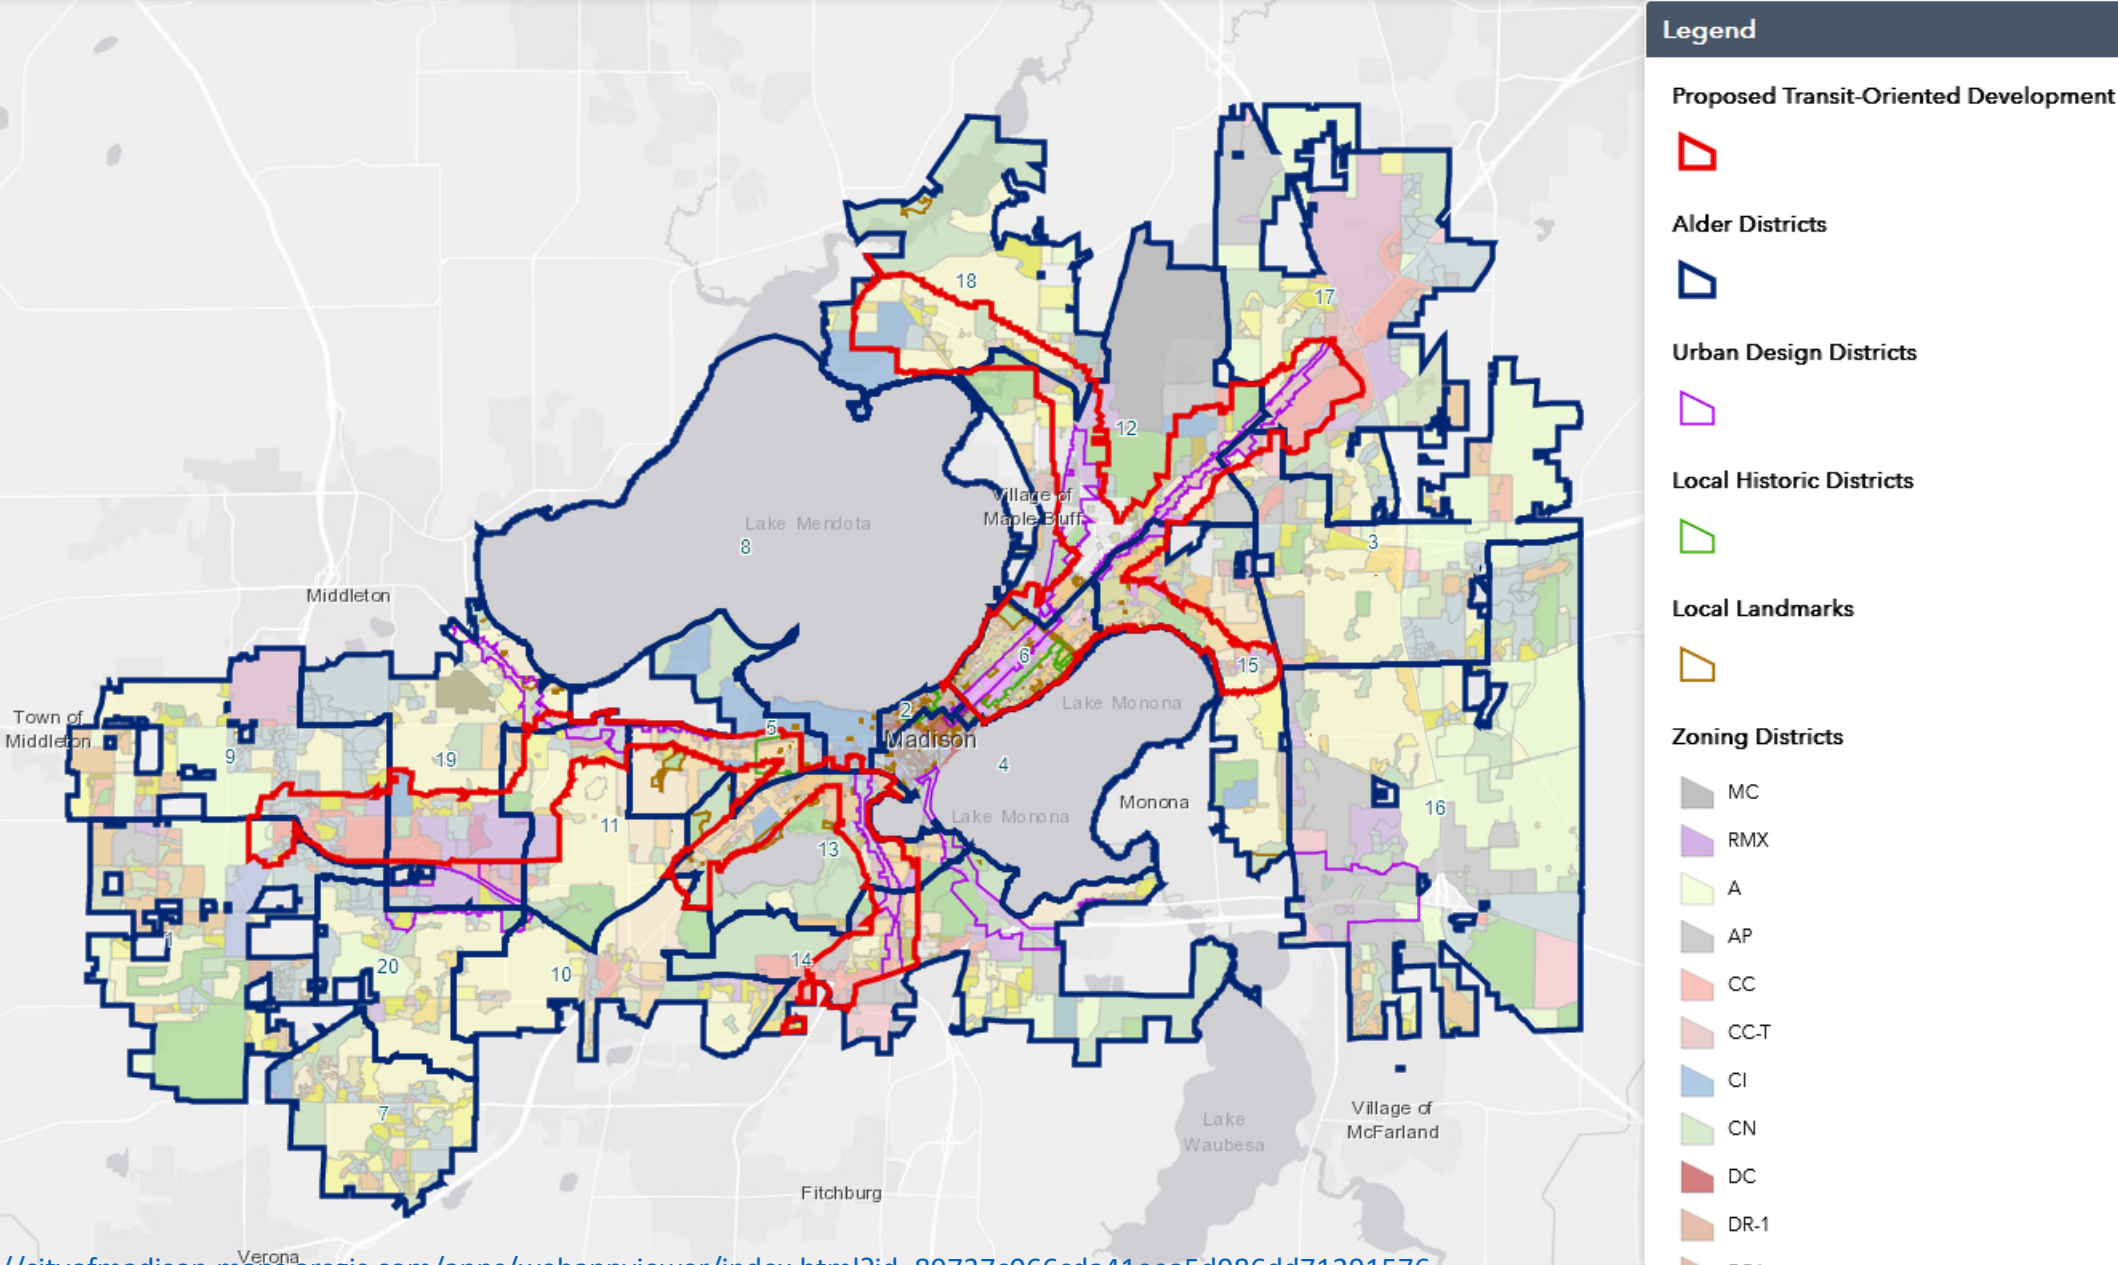 18
17
12
Village of
Maple Bluff
Lake Mendota
8
3
Middleton
6
15
Lake Monona
Town of
Middleton
2
5
Madison
9
19
4
Lake Monona
Monona
16
11
13
1
20
10
14
7
Lake
Waubesa
Village of
McFarland
Fitchburg
Verona
Legend
Proposed Transit-Oriented Development
Alder Districts
Urban Design Districts
Local Historic Districts
Local Landmarks
Zoning Districts
MC
RMX
A
AP
CC
CC-T
CI
CN
DC
DR-1